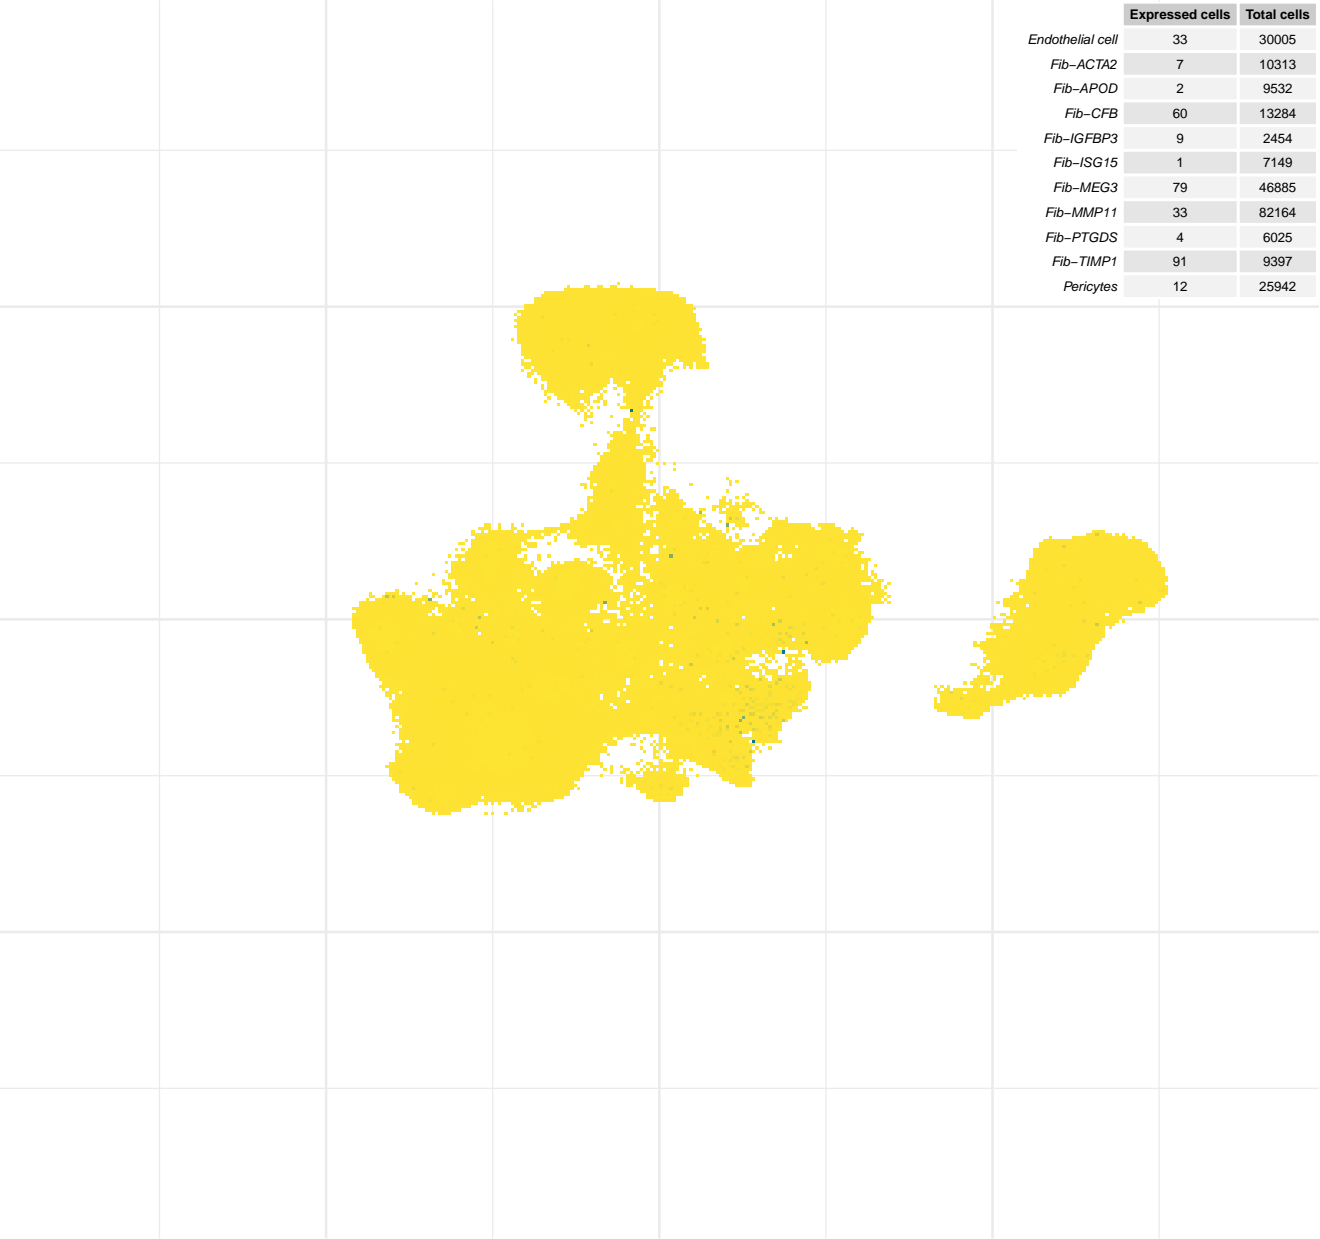 Expressed cells Total cells
Endothelial cell 33 30005
Fib−ACTA2 7 10313
Fib−APOD 2 9532
Fib−CFB 60 13284
Fib−IGFBP3 9 2454
Fib−ISG15 1 7149
Fib−MEG3 79 46885
Fib−MMP11 33 82164
Fib−PTGDS 4 6025
Fib−TIMP1 91 9397
Pericytes 12 25942